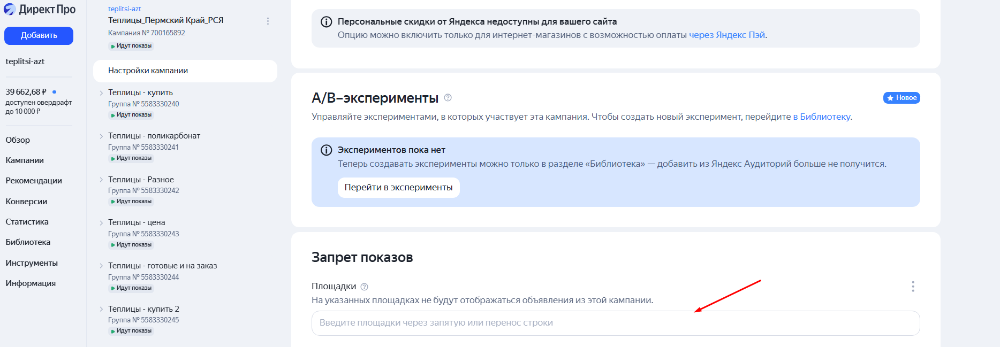 Директ Про
Добавить
teplitsi-azt
39 662,68 ₽
доступен овердрафт
до 10 000 ₽
Обзор
Кампании
Рекомендации
Конверсии
Статистика
Библиотека
Инструменты
Информация
teplitsi-azt
Теплицы_Пермский Край_РСЯ
Кампания № 700165892
Идут показы
Настройки кампании
Теплицы - купить
Группа № 5583330240
Идут показы
Теплицы - поликарбонат
Группа № 5583330241
Идут показы
Теплицы - Разное
Группа № 5583330242
Идут показы
Теплицы - цена
Группа № 5583330243
Идут показы
Теплицы - готовые и на заказ
Группа № 5583330244
Идут показы
Теплицы - купить 2
Группа № 5583330245
Идут показы
Персональные скидки от Яндекса недоступны для вашего сайта
Опцию можно включить только для интернет-магазинов с возможностью оплаты через Яндекс Пэй.
A/B-эксперименты
Новое
Управляйте экспериментами, в которых участвует эта кампания. Чтобы создать новый эксперимент, перейдите в Библиотеку.
Экспериментов пока нет
Теперь создавать эксперименты можно только в разделе «Библиотека» — добавить из Яндекс Аудиторий больше не получится.
Перейти в эксперименты
Запрет показов
Площадки
На указанных площадках не будут отображаться объявления из этой кампании.
Введите площадки через запятую или перенос строки